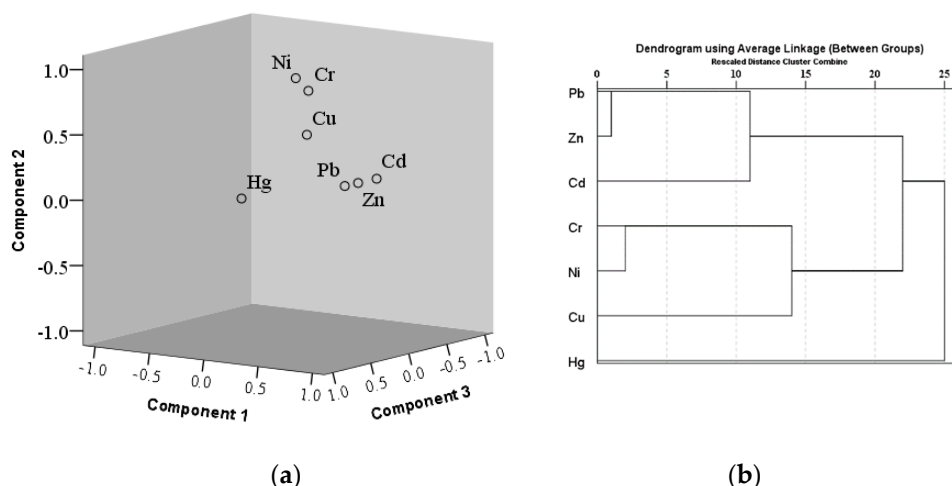 1.0
0.5
0.0
-0.5
-1.0
Component 2
Ni
Cr
Cu
Cd
Pb
Zn
Hg
-1.0 -0.5 0.0 0.5 1.0
Component 1
1.0 0.5 0.0 -0.5 -1.0
Component 3
(a)
Dendrogram using Average Linkage (Between Groups)
Rescaled Distance Cluster Combine
0 5 10 15 20 25
Pb
Zn
Cd
Cr
Ni
Cu
Hg
(b)